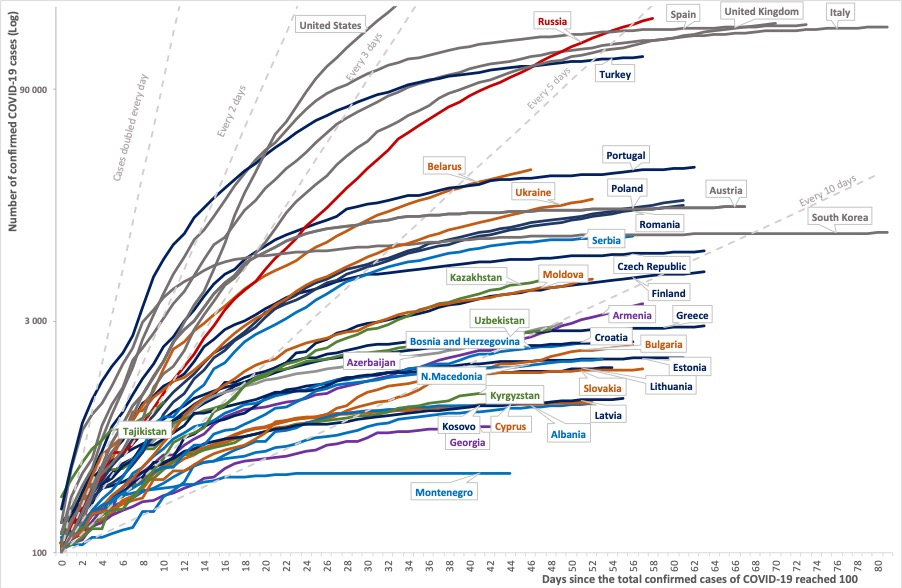 Number of confirmed COVID-19 cases (Log)
90 000
3 000
100
United States
Russia
Spain
United Kingdom
Italy
Turkey
Cases doubled every day
Every 2 days
Every 3 days
Every 5 days
Every 10 days
Belarus
Portugal
Ukraine
Poland
Austria
South Korea
Romania
Serbia
Czech Republic
Kazakhstan
Moldova
Finland
Armenia
Greece
Uzbekistan
Bosnia and Herzegovina
Croatia
Bulgaria
Azerbaijan
Estonia
N.Macedonia
Slovakia
Lithuania
Kyrgyzstan
Latvia
Tajikistan
Kosovo
Cyprus
Albania
Georgia
Montenegro
0 2 4 6 8 10 12 14 16 18 20 22 24 26 28 30 32 34 36 38 40 42 44 46 48 50 52 54 56 58 60 62 64 66 68 70 72 74 76 78 80
Days since the total confirmed cases of COVID-19 reached 100